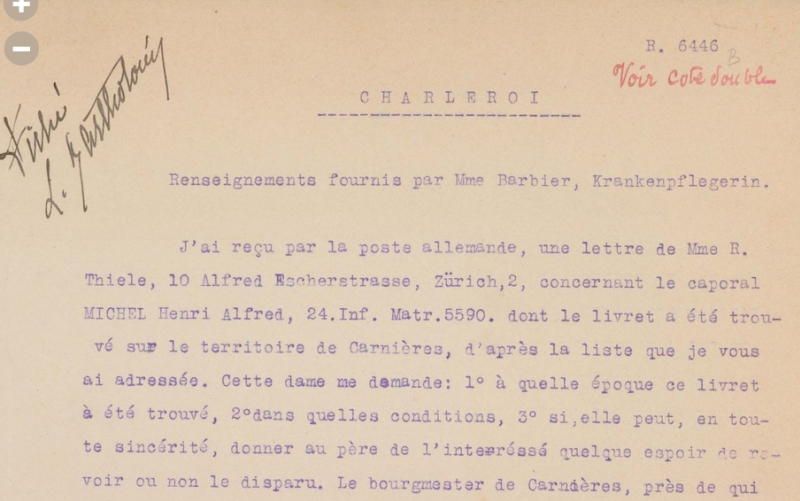 R. 6446
B
Voir coté double
Fiché
CHARLEROI
Renseignements fournis par Mme Barbier, Krankenpflegerin.
J'ai reçu par la poste allemande, une lettre de Mme R.
Thiele, 10 Alfred Escherstrasse, Zürich,2, concernant le caporal
MICHEL Henri Alfred, 24.Inf. Matr.5590. dont le livret a été trou-
vé sur le territoire de Carnières, d'après la liste que je vous
ai adressée. Cette dame me demande: 1° à quelle époque ce livret
à été trouvé, 2°dans quelles conditions, 3° si,elle peut, en tou-
te sincérité, donner au père de l'interéssé quelque espoir de re-
voir ou non le disparu. Le bourgmester de Carnières, près de qui